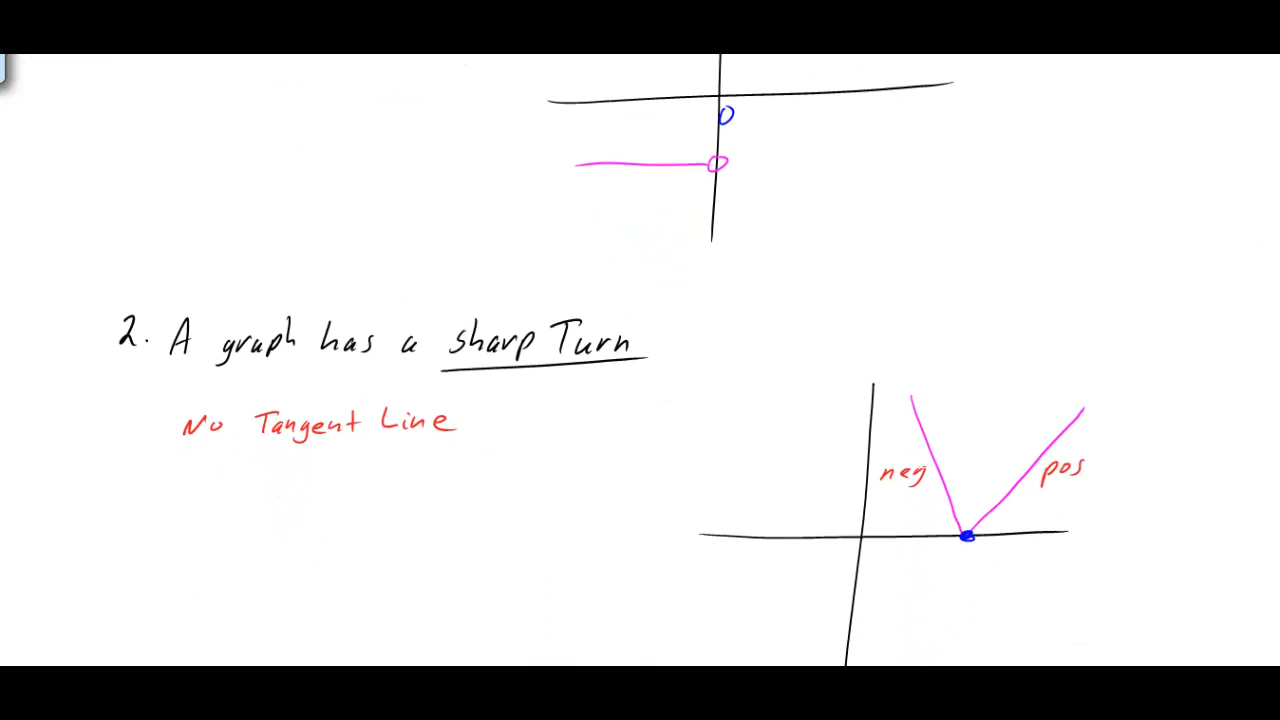 0
2. A graph has a sharp Turn
No Tangent Line
neg
pos